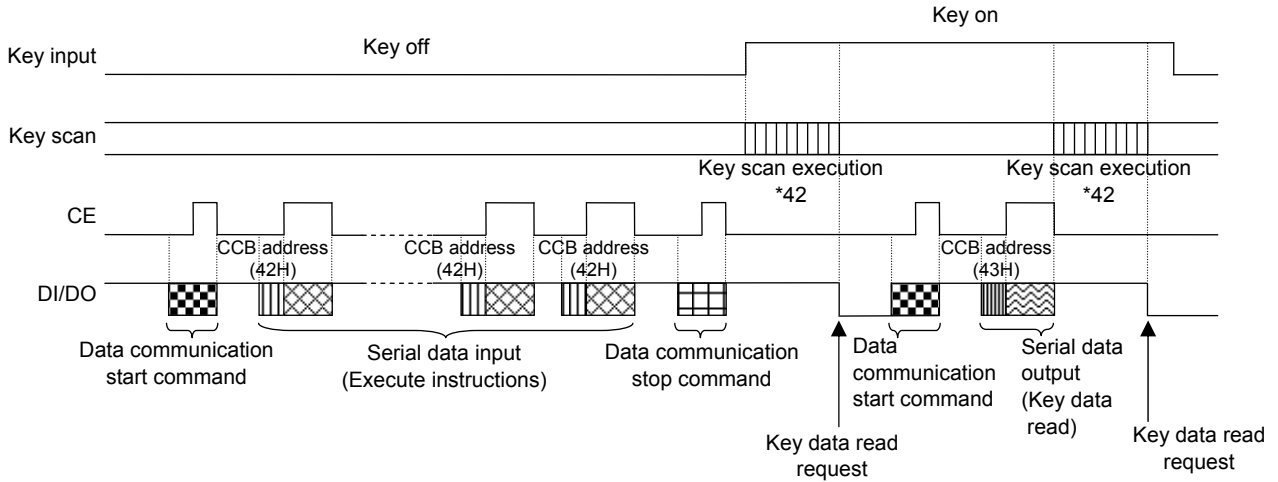 Key on
Key off
Key input
Key scan
Key scan execution
*42
Key scan execution
*42
CE
CCB address
(42H)
CCB address
(42H)
CCB address
(42H)
CCB address
(43H)
DI/DO
Data communication
start command
Serial data input
(Execute instructions)
Data communication
stop command
Data
communication
start command
Serial data
output
(Key data
read)
Key data read
request
Key data read
request